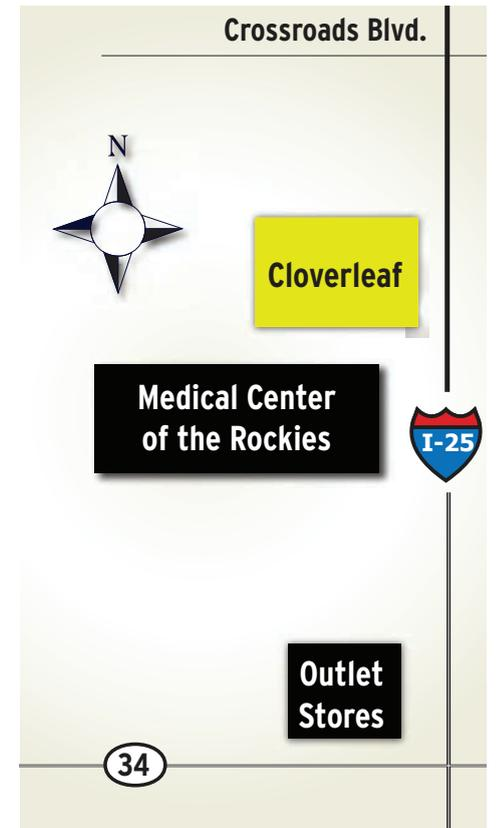 Crossroads Blvd.
N
Cloverleaf
Medical Center
of the Rockies
I-25
Outlet
Stores
34